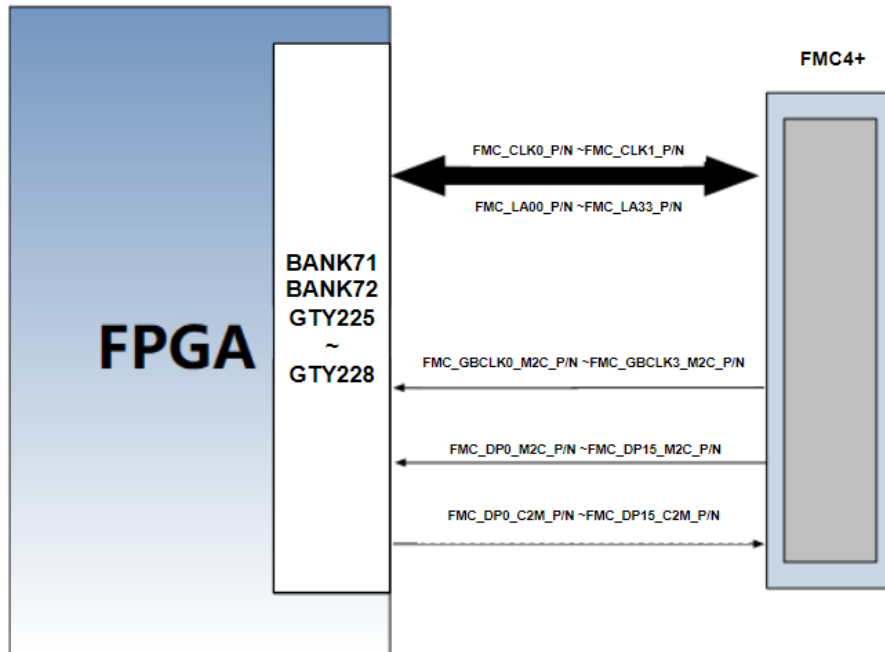 FMC4+
FMC_CLK0_P/N ~FMC_CLK1_P/N
FMC_LA00_P/N ~FMC_LA33_P/N
BANK71
BANK72
GTY225
~
GTY228
FPGA
FMC_GBCLK0_M2C_P/N ~FMC_GBCLK3_M2C_P/N
FMC_DP0_M2C_P/N ~FMC_DP15_M2C_P/N
FMC_DP0_C2M_P/N ~FMC_DP15_C2M_P/N